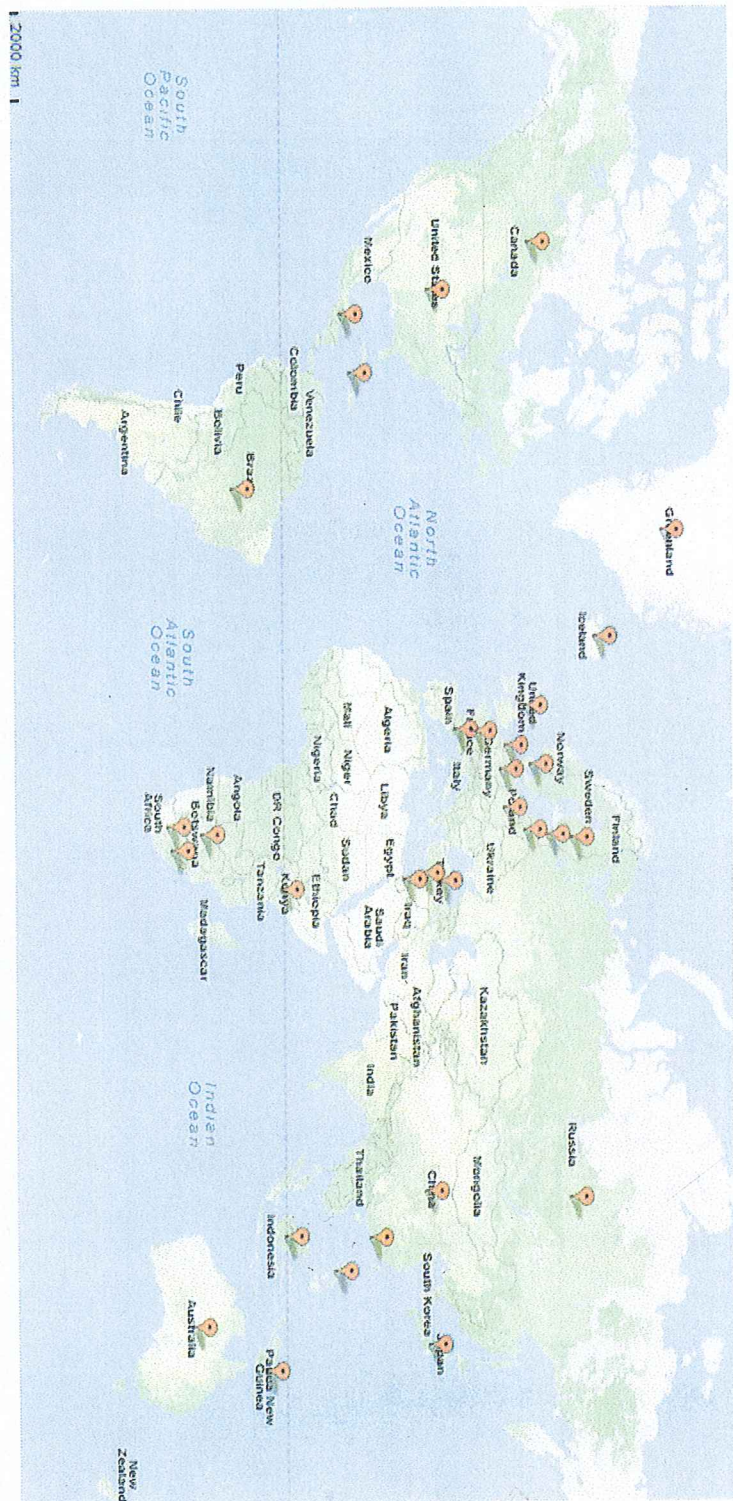 Greenland
Iceland
Finland
Sweden
Norway
Russia
Canada
United
Kingdom
Poland
Germany
Ukraine
Kazakhstan
Mongolia
France
United States
Spain
Italy
Turkey
China
South Korea
Japan
North
Atlantic
Ocean
Algeria
Libya
Egypt
Iraq
Iran
Afghanistan
Pakistan
Mexico
Saudi
Arabia
India
Thailand
Mali
Niger
Chad
Sudan
Nigeria
Ethiopia
Venezuela
Colombia
DR Congo
Kenya
Indonesia
Tanzania
Papua New
Guinea
Peru
Brazil
Angola
Bolivia
Namibia
Botswana
Madagascar
Indian
Ocean
Australia
Chile
South
Africa
South
Pacific
Ocean
South
Atlantic
Ocean
Argentina
New
Zealand
2000 km